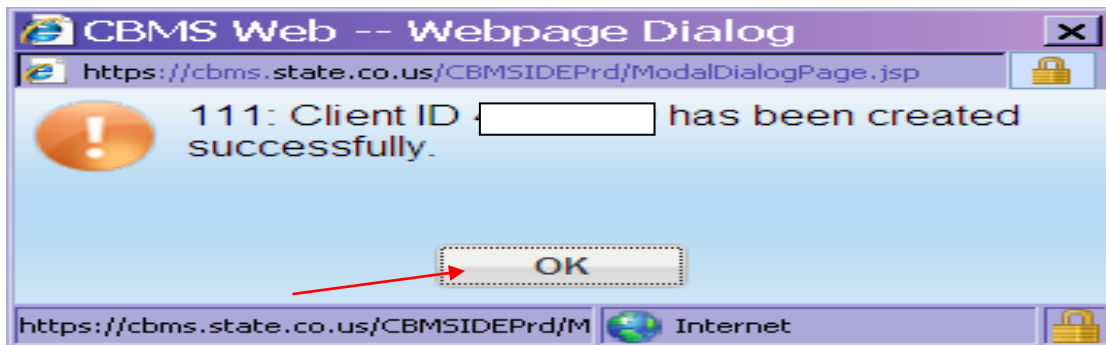 CBMS Web -- Webpage Dialog
https://cbms.state.co.us/CBMSIDEPrd/ModalDialogPage.jsp
111: Client ID has been created
successfully.
OK
https://cbms.state.co.us/CBMSIDEPrd/M Internet